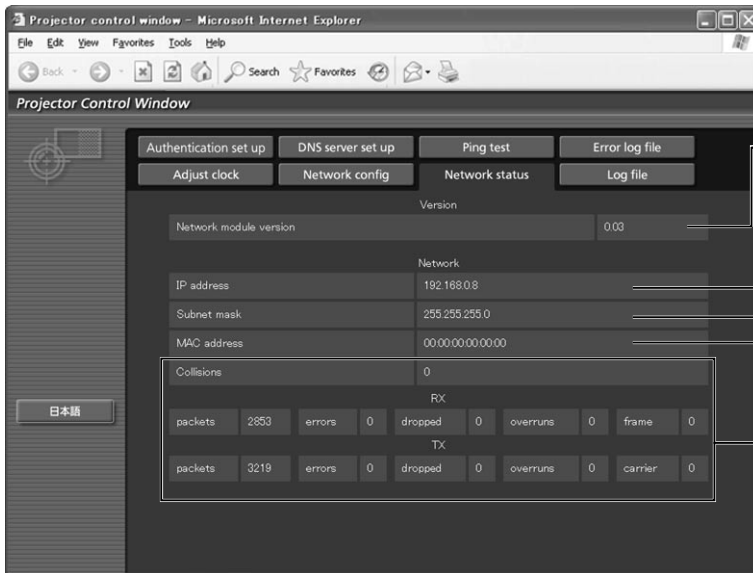 Projector control window - Microsoft Internet Explorer
File Edit View Favorites Tools Help
Back Search Favorites
Projector Control Window
Authentication set up DNS server set up Ping test Error log file
Adjust clock Network config Network status Log file
Version
Network module version 0.03
Network
IP address 192.168.0.8
Subnet mask 255.255.255.0
MAC address 00:00:00:00:00:00
Collisions 0
RX
日本語
packets 2853 errors 0 dropped 0 overruns 0 frame 0
TX
packets 3219 errors 0 dropped 0 overruns 0 carrier 0